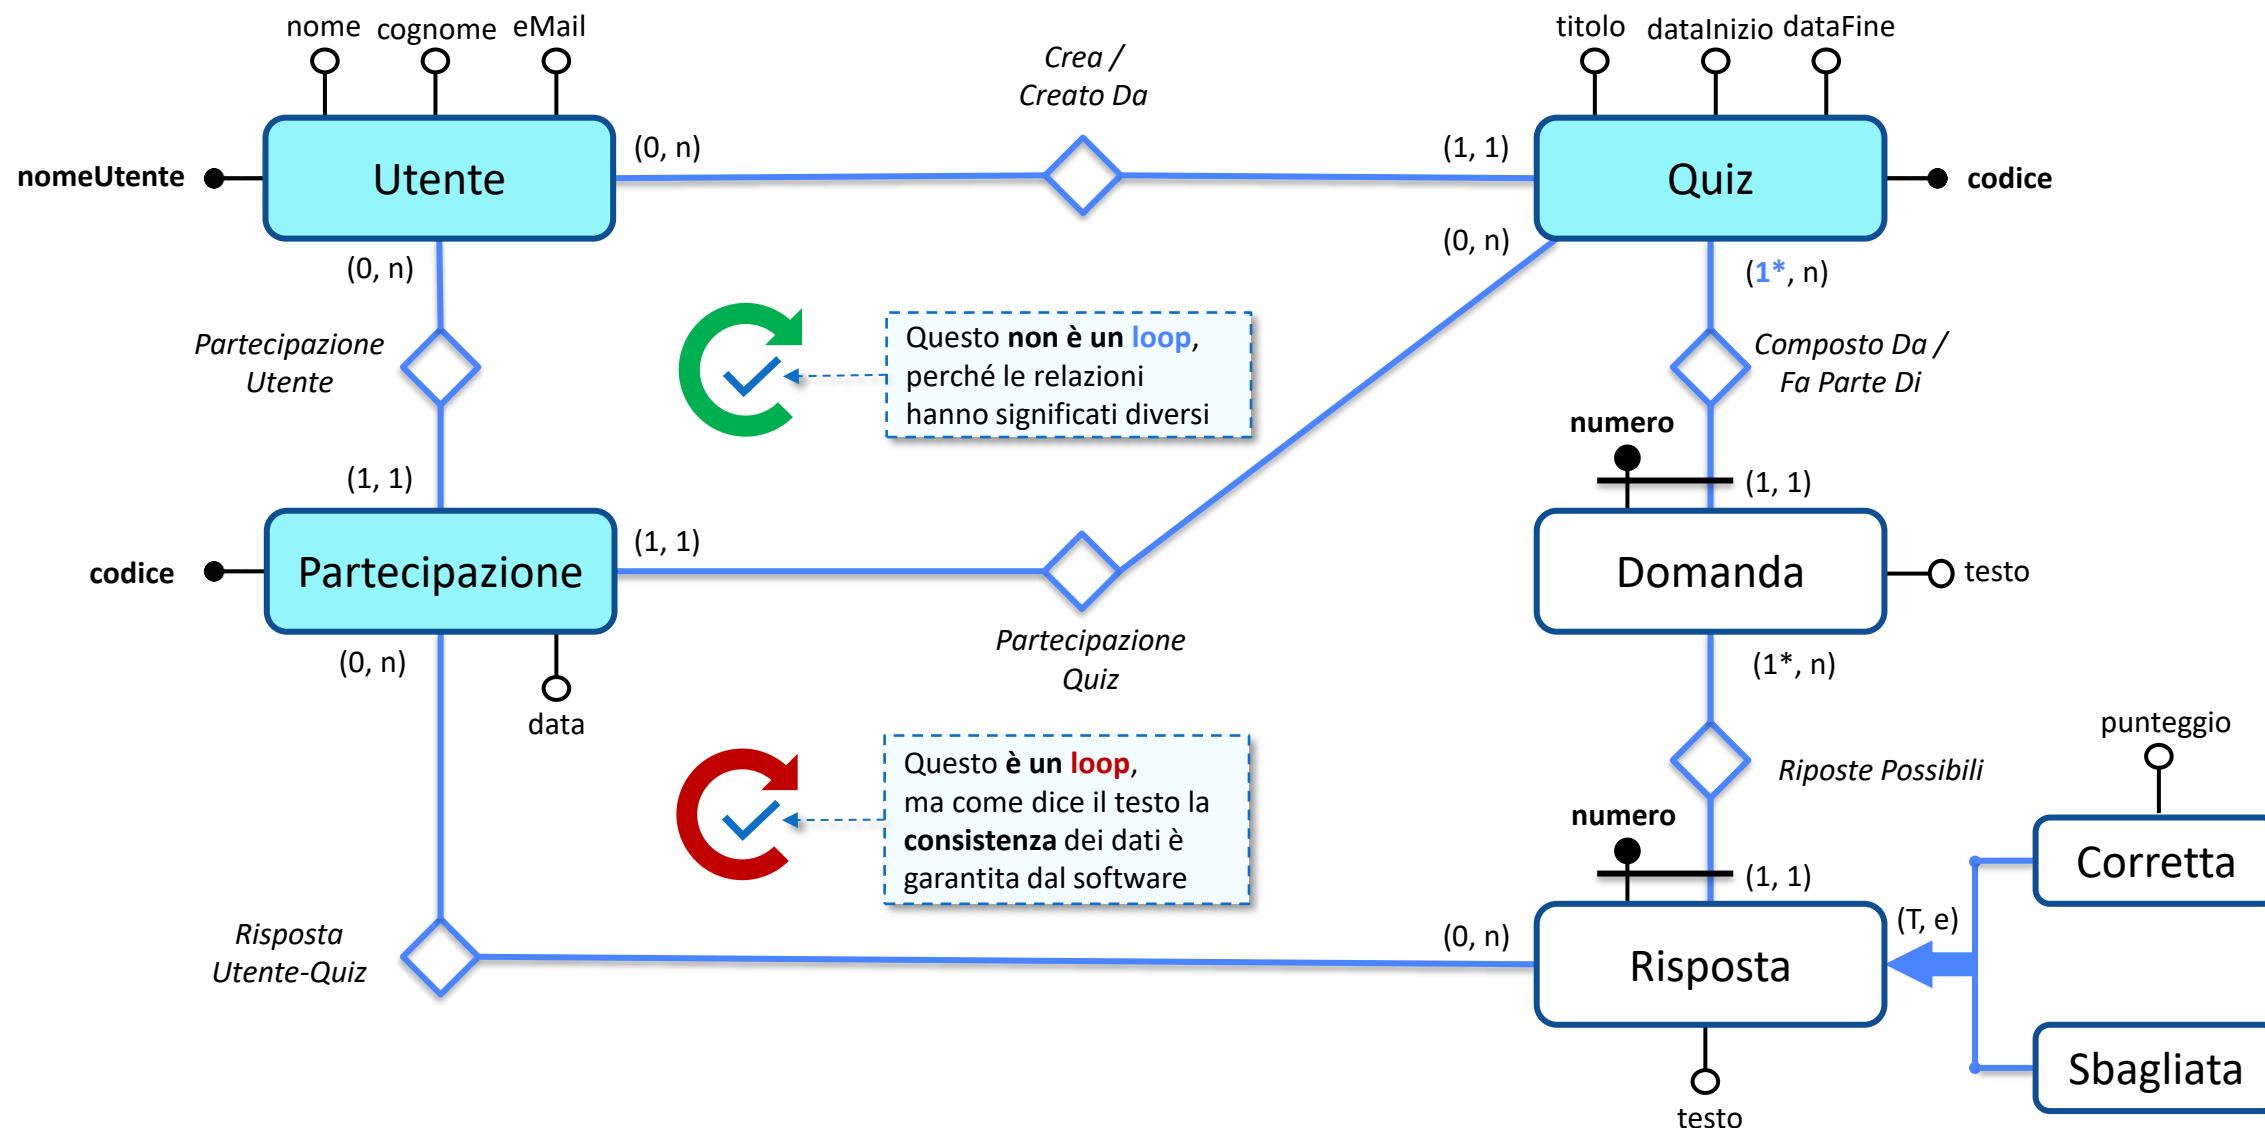 nome cognome eMail
Crea /
Creato Da
titolo dataInizio dataFine
nomeUtente
Utente
(0, n)
(1, 1)
Quiz
codice
(0, n)
(0, n)
(1*, n)
Partecipazione
Utente
Questo non è un loop,
perché le relazioni
hanno significati diversi
Composto Da /
Fa Parte Di
numero
(1, 1)
(1, 1)
codice
Partecipazione
(1, 1)
Domanda
testo
(0, n)
data
Partecipazione
Quiz
(1*, n)
Questo è un loop,
ma come dice il testo la
consistenza dei dati è
garantita dal software
Riposte Possibili
punteggio
numero
(1, 1)
Corretta
Risposta
Utente-Quiz
(0, n)
Risposta
(T, e)
Sbagliata
testo